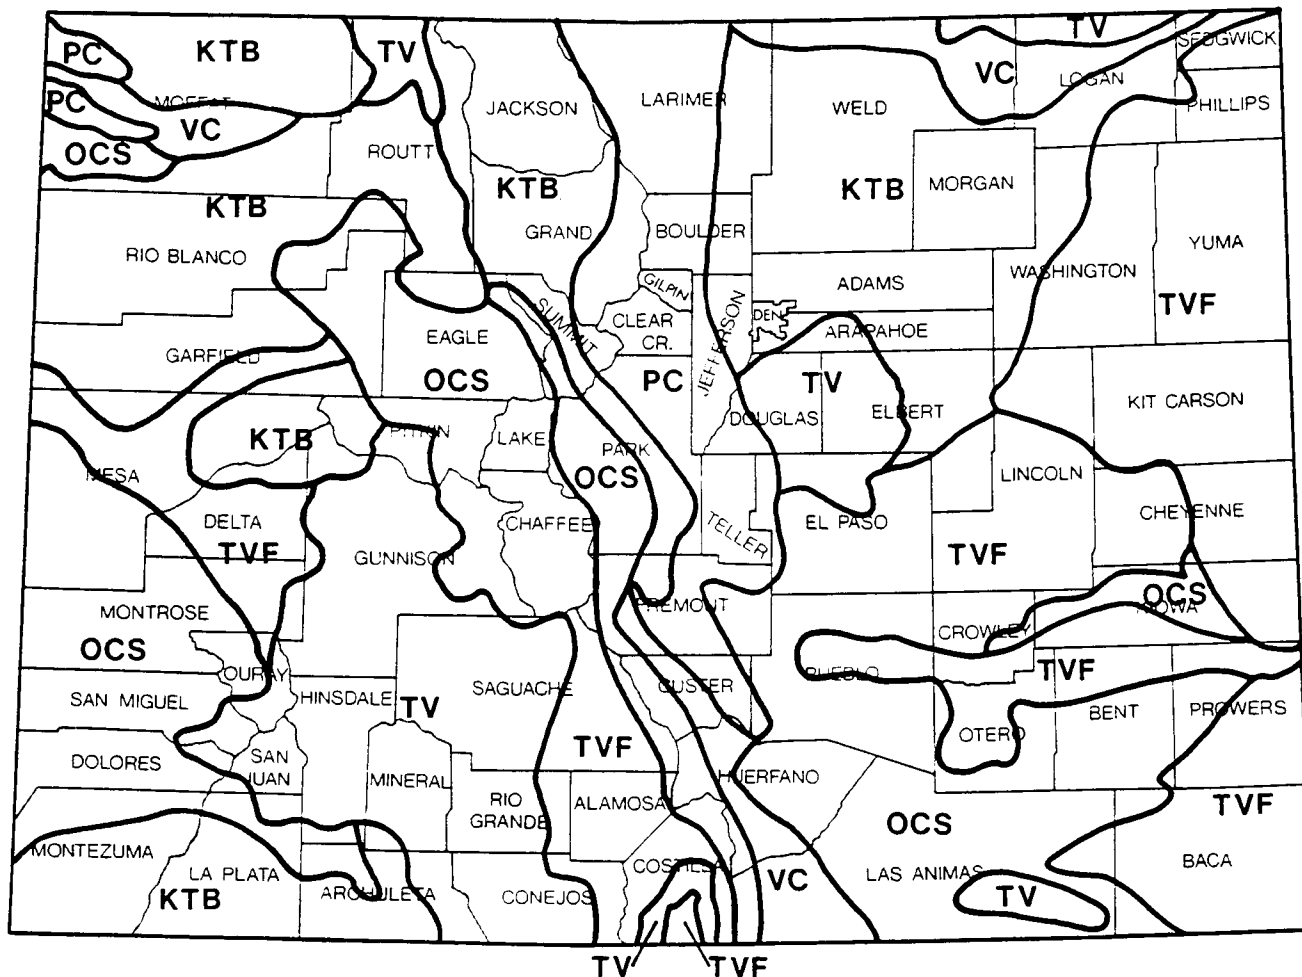 PC KTB TV TV SEDGWICK
PC MOFFAT VC JACKSON LARIMER WELD VC LOGAN PHILLIPS
OCS ROUTT KTB KTB MORGAN
KTB GRAND BOULDER YUMA
RIO BLANCO GILPIN ADAMS WASHINGTON
EAGLE SUMMIT CLEAR CR. JEFFERSON DEN ARAPAHOE TVF
GARFIELD OCS PC TV
DOUGLAS ELBERT KIT CARSON
KTB PITKIN LAKE PARK
MESA OCS LINCOLN
DELTA CHAFFEE TELLER EL PASO CHEYENNE
TVF GUNNISON TVF
MONTROSE FREMONT OCS KIOWA
OCS CROWLEY
OURAY PUEBLO TVF
SAN MIGUEL HINSDALE SAGUACHE CUSTER
TV BENT PROWERS
TVF OTERO
DOLORES SAN JUAN MINERAL HUERFANO
RIO GRANDE ALAMOSA TVF
OCS
MONTEZUMA COSTILLA BACA
LA PLATA VC LAS ANIMAS
KTB ARCHULETA CONEJOS TV
TV TVF